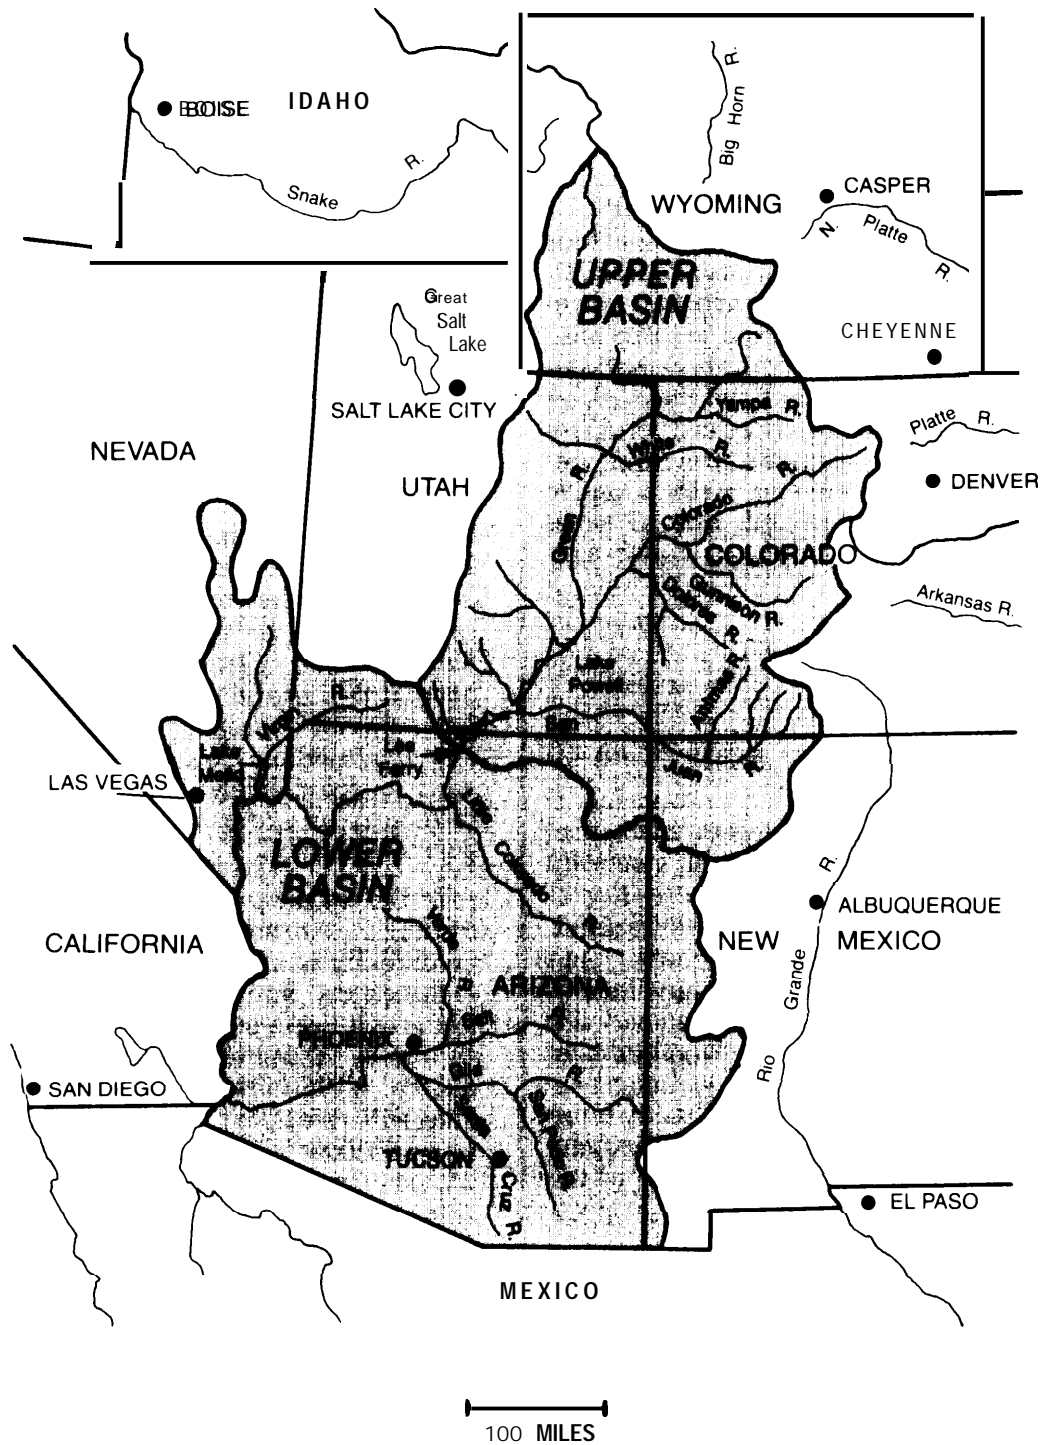 BOISE
IDAHO
Snake
R.
Big Horn R.
WYOMING
CASPER
N. Platte R.
UPPER
BASIN
CHEYENNE
Great
Salt
Lake
SALT LAKE CITY
Yampa R.
Platte R.
White R.
NEVADA
UTAH
DENVER
Green R.
Colorado R.
COLORADO
Gunnison R.
Dolores R.
Arkansas R.
Lake
Powell
Animas R.
Virgin R.
San Juan R.
Lake
Mead
Lee
Ferry
LAS VEGAS
Little Colorado R.
LOWER
BASIN
R.
ALBUQUERQUE
NEW MEXICO
CALIFORNIA
Verde R.
Rio Grande
ARIZONA
Salt R.
PHOENIX
SAN DIEGO
Gila R.
Santa Cruz R.
San Pedro R.
TUCSON
EL PASO
MEXICO
100 MILES